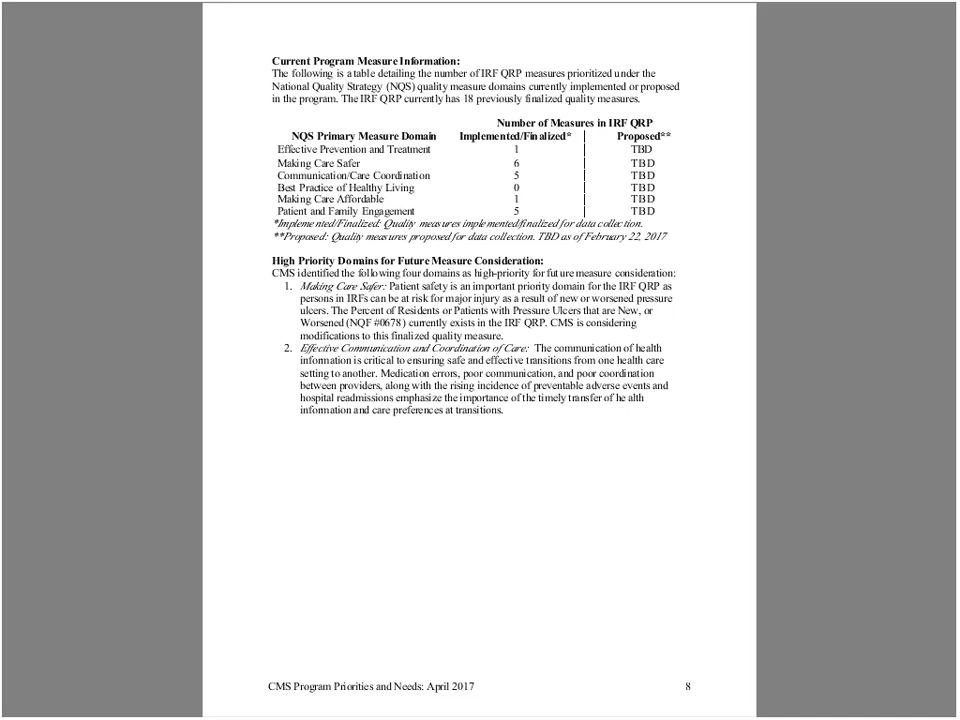 Current Program Measure Information:
The following is a table detailing the number of IRF QRP measures prioritized under the
National Quality Strategy (NQS) quality measure domains currently implemented or proposed
in the program. The IRF QRP currently has 18 previously finalized quality measures.
Number of Measures in IRF QRP
NQS Primary Measure Domain Implemented/Finalized* Proposed**
Effective Prevention and Treatment 1 TBD
Making Care Safer 6 TBD
Communication/Care Coordination 5 TBD
Best Practice of Healthy Living 0 TBD
Making Care Affordable 1 TBD
Patient and Family Engagement 5 TBD
*Implemented/Finalized: Quality measures implemented/finalized for data collection.
**Proposed: Quality measures proposed for data collection. TBD as of February 22, 2017
High Priority Domains for Future Measure Consideration:
CMS identified the following four domains as high-priority for future measure consideration:
1. Making Care Safer: Patient safety is an important priority domain for the IRF QRP as
persons in IRFs can be at risk for major injury as a result of new or worsened pressure
ulcers. The Percent of Residents or Patients with Pressure Ulcers that are New, or
Worsened (NQF #0678) currently exists in the IRF QRP. CMS is considering
modifications to this finalized quality measure.
2. Effective Communication and Coordination of Care: The communication of health
information is critical to ensuring safe and effective transitions from one health care
setting to another. Medication errors, poor communication, and poor coordination
between providers, along with the rising incidence of preventable adverse events and
hospital readmissions emphasize the importance of the timely transfer of health
information and care preferences at transitions.
CMS Program Priorities and Needs: April 2017 8